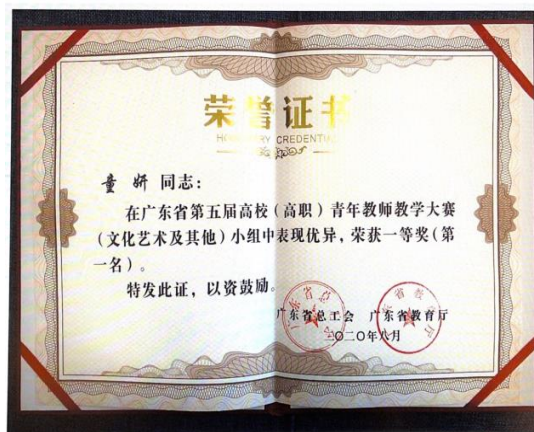 荣誉证书
HONORARY CREDENTIAL
童妍 同志：
在广东省第五届高校（高职）青年教师教学大赛
（文化艺术及其他）小组中表现优异，荣获一等奖（第
一名）。
特发此证，以资鼓励。
广东省总工会 广东省教育厅
二〇二〇年八月